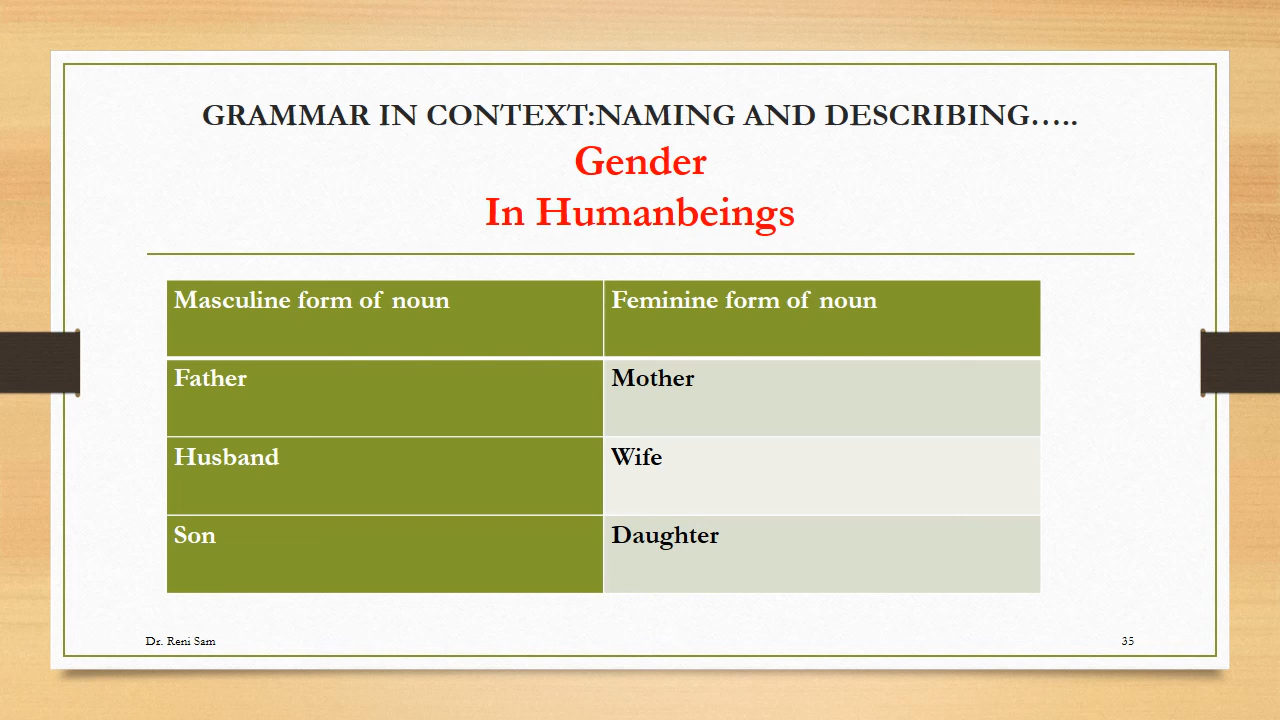 GRAMMAR IN CONTEXT:NAMING AND DESCRIBING.....
Gender
In Humanbeings
Masculine form of noun Feminine form of noun
Father Mother
Husband Wife
Son Daughter
Dr. Reni Sam 35